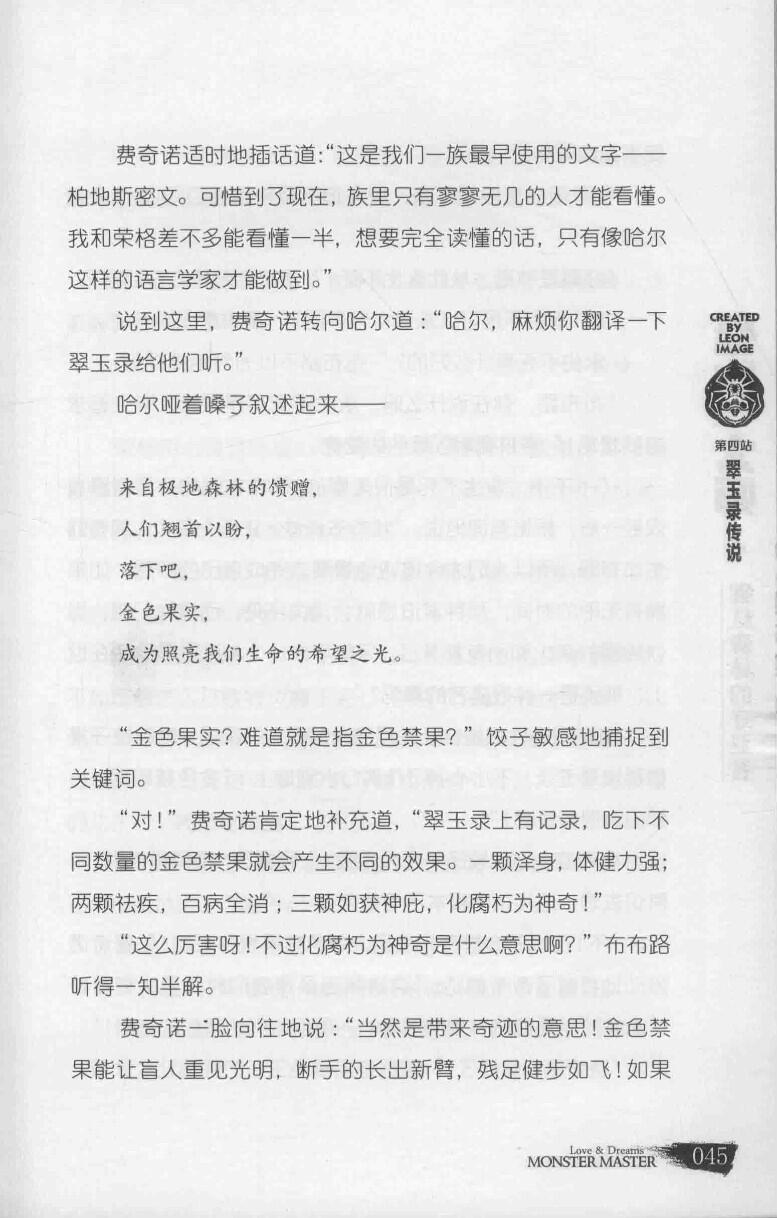 费奇诺适时地插话道：“这是我们一族最早使用的文字——
柏地斯密文。可惜到了现在，族里只有寥寥无几的人才能看懂。
我和荣格差不多能看懂一半，想要完全读懂的话，只有像哈尔
这样的语言学家才能做到。”
说到这里，费奇诺转向哈尔道：“哈尔，麻烦你翻译一下
翠玉录给他们听。”
哈尔哑着嗓子叙述起来——
来自极地森林的馈赠，
人们翘首以盼，
落下吧，
金色果实，
成为照亮我们生命的希望之光。
“金色果实？难道就是指金色禁果？”饺子敏感地捕捉到
关键词。
“对！”费奇诺肯定地补充道，“翠玉录上有记录，吃下不
同数量的金色禁果就会产生不同的效果。一颗泽身，体健力强；
两颗祛疾，百病全消；三颗如获神庇，化腐朽为神奇！”
“这么厉害呀！不过化腐朽为神奇是什么意思啊？”布布路
听得一知半解。
费奇诺一脸向往地说：“当然是带来奇迹的意思！金色禁
果能让盲人重见光明，断手的长出新臂，残足健步如飞！如果
CREATED
BY
LEON
IMAGE
第四站
翠玉录传说
Love & Dreams
MONSTER MASTER
045